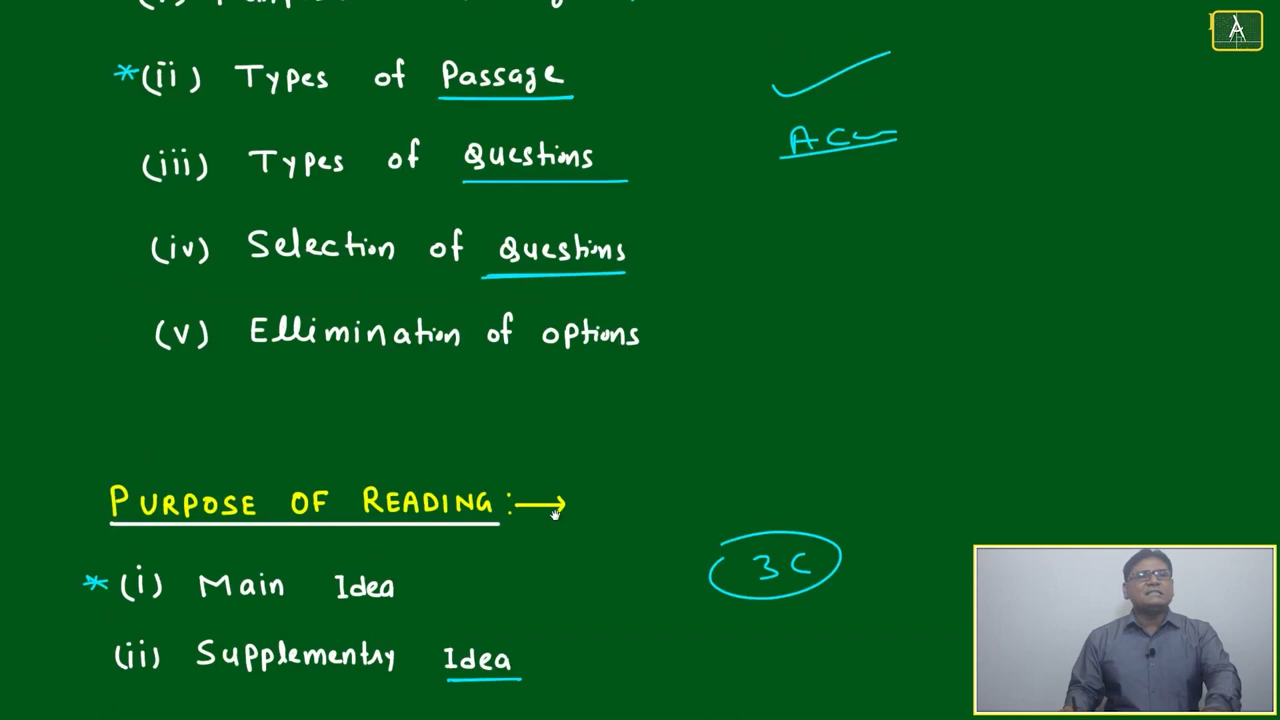 *(ii) Types of Passage
(iii) Types of Questions
(iv) Selection of Questions
(v) Ellimination of options
PURPOSE OF READING :→
*(i) Main Idea
3C
(ii) Supplementry Idea